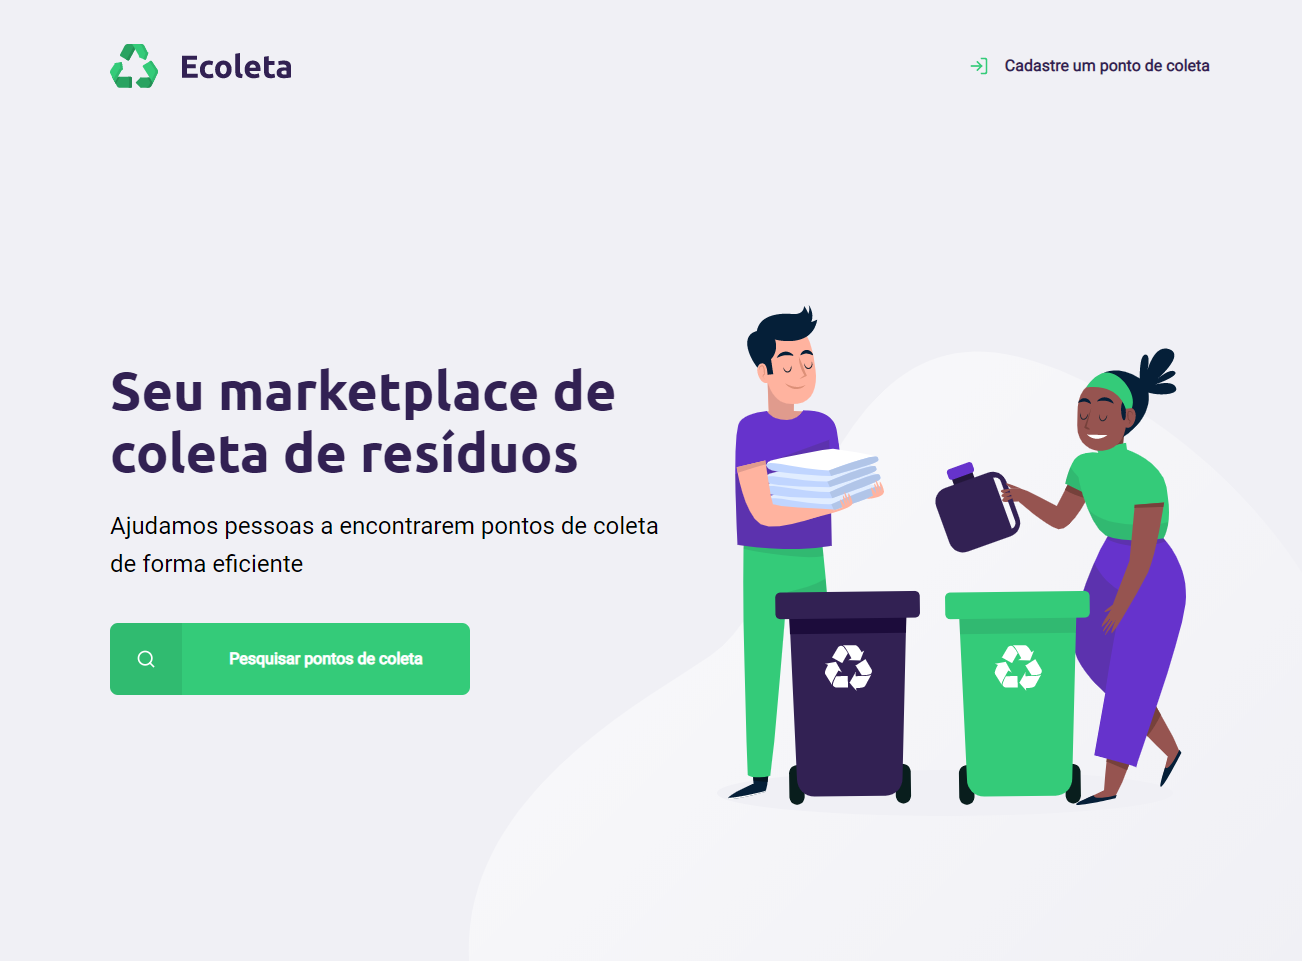 Ecoleta
Cadastre um ponto de coleta
Seu marketplace de
coleta de resíduos
Ajudamos pessoas a encontrarem pontos de coleta
de forma eficiente
Pesquisar pontos de coleta